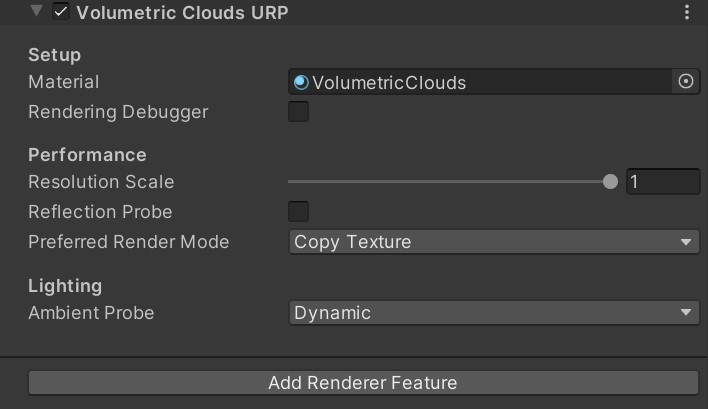 Volumetric Clouds URP
Setup
Material VolumetricClouds
Rendering Debugger
Performance
Resolution Scale 1
Reflection Probe
Preferred Render Mode Copy Texture
Lighting
Ambient Probe Dynamic
Add Renderer Feature